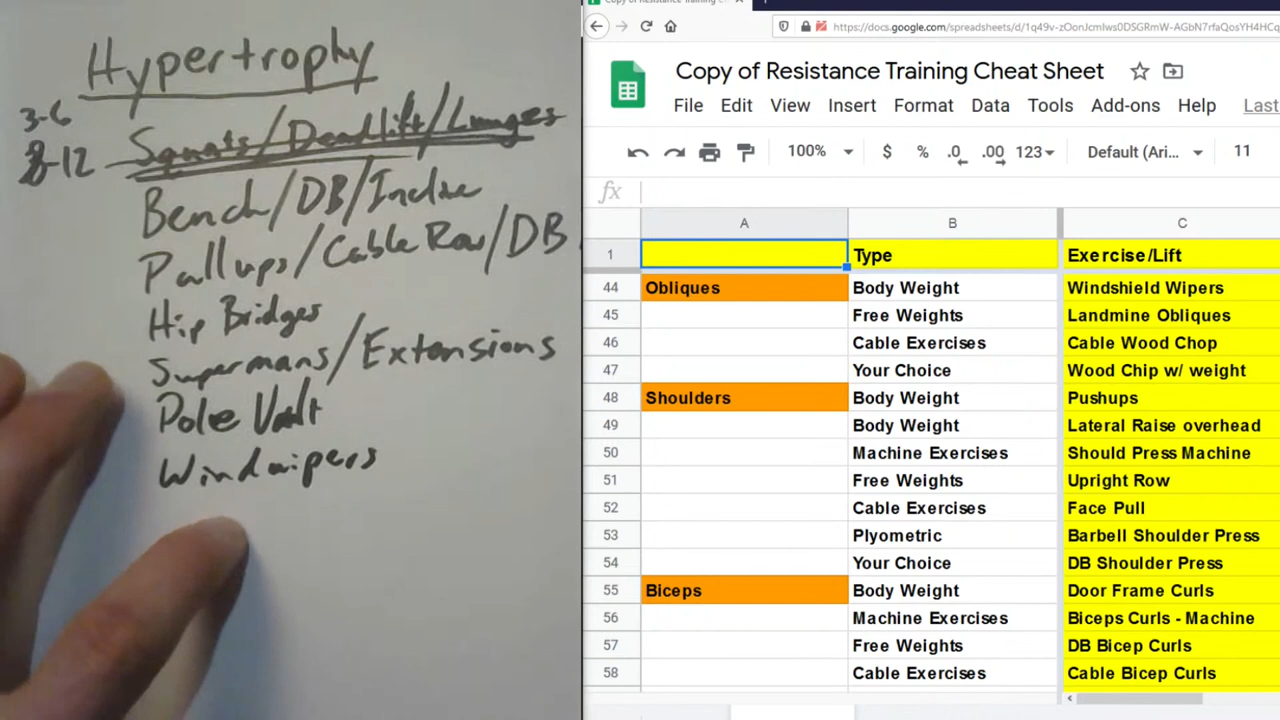 Hypertrophy
3-6
8-12
Squats/Deadlift/Lunges
Bench/DB/Incline
Pullups/Cable Row/DB
Hip Bridges
Supermans/Extensions
Pole Vault
Windwipers
https://docs.google.com/spreadsheets/d/
Copy of Resistance Training Cheat Sheet
File Edit View Insert Format Data Tools Add-ons Help Last
100% $ % .0 .00 123 Default (Ari... 11
fx
A B C
1 Type Exercise/Lift
44 Obliques Body Weight Windshield Wipers
45 Free Weights Landmine Obliques
46 Cable Exercises Cable Wood Chop
47 Your Choice Wood Chip w/ weight
48 Shoulders Body Weight Pushups
49 Body Weight Lateral Raise overhead
50 Machine Exercises Should Press Machine
51 Free Weights Upright Row
52 Cable Exercises Face Pull
53 Plyometric Barbell Shoulder Press
54 Your Choice DB Shoulder Press
55 Biceps Body Weight Door Frame Curls
56 Machine Exercises Biceps Curls - Machine
57 Free Weights DB Bicep Curls
58 Cable Exercises Cable Bicep Curls